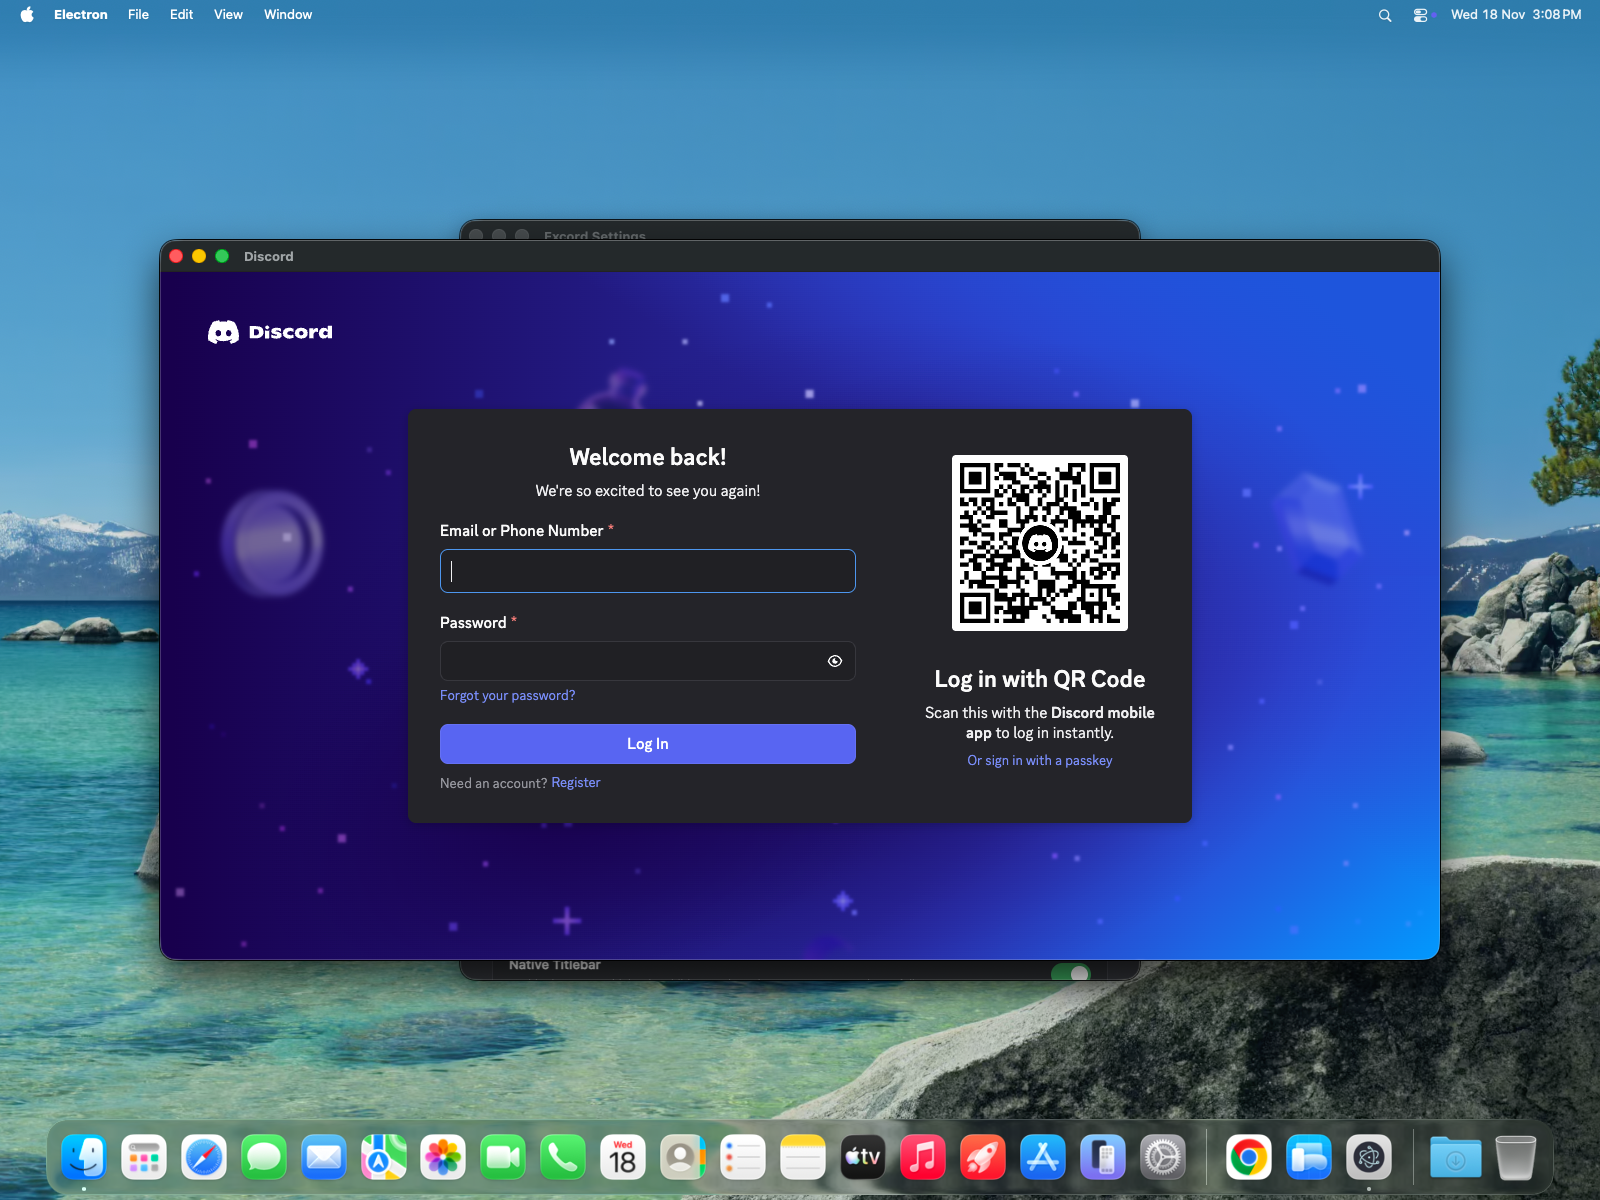 Electron File Edit View Window Wed 18 Nov 3:08 PM
Excord Settings
Discord
Discord
Welcome back!
We're so excited to see you again!
Email or Phone Number *
Password *
Forgot your password?
Log In
Need an account? Register
Log in with QR Code
Scan this with the Discord mobile
app to log in instantly.
Or sign in with a passkey
Native Titlebar
Wed
18
tv